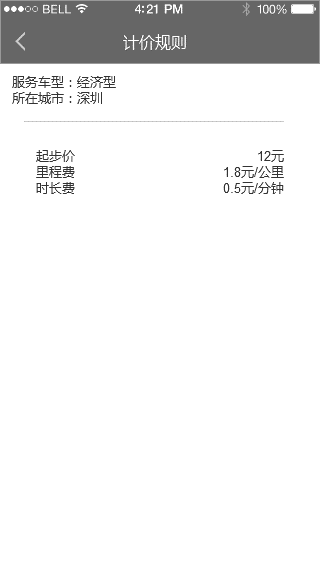 BELL 4:21 PM 100%
计价规则
服务车型：经济型
所在城市：深圳
起步价 12元
里程费 1.8元/公里
时长费 0.5元/分钟